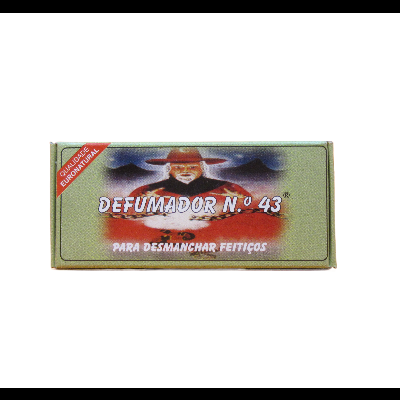 QUALIDADE
EURONATURAL
DEFUMADOR N.º 43®
PARA DESMANCHAR FEITIÇOS